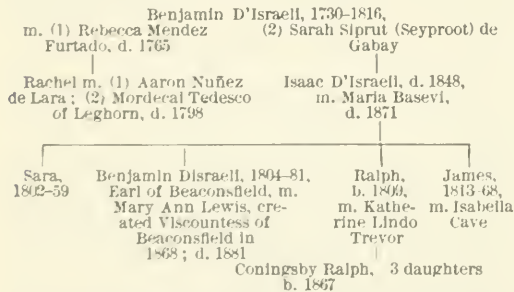 Benjamin D'Israeli, 1730–1816,
m. (1) Rebecca Mendez Furtado, d. 1765
(2) Sarah Siprut (Seyproot) de Gabay
Rachel m. (1) Aaron Nuñez
de Lara; (2) Mordecai Tedesco
of Leghorn, d. 1798
Isaac D'Israeli, d. 1848,
m. Maria Basevi,
d. 1871
Sara,
1802–59
Benjamin Disraeli, 1804–81,
Earl of Beaconsfield, m.
Mary Ann Lewis, cre-
ated Viscountess of
Beaconsfield in
1868; d. 1881
Ralph,
b. 1809,
m. Kathe-
rine Lindo
Trevor
James,
1813–68,
m. Isabella
Cave
Coningsby Ralph, 3 daughters
b. 1867